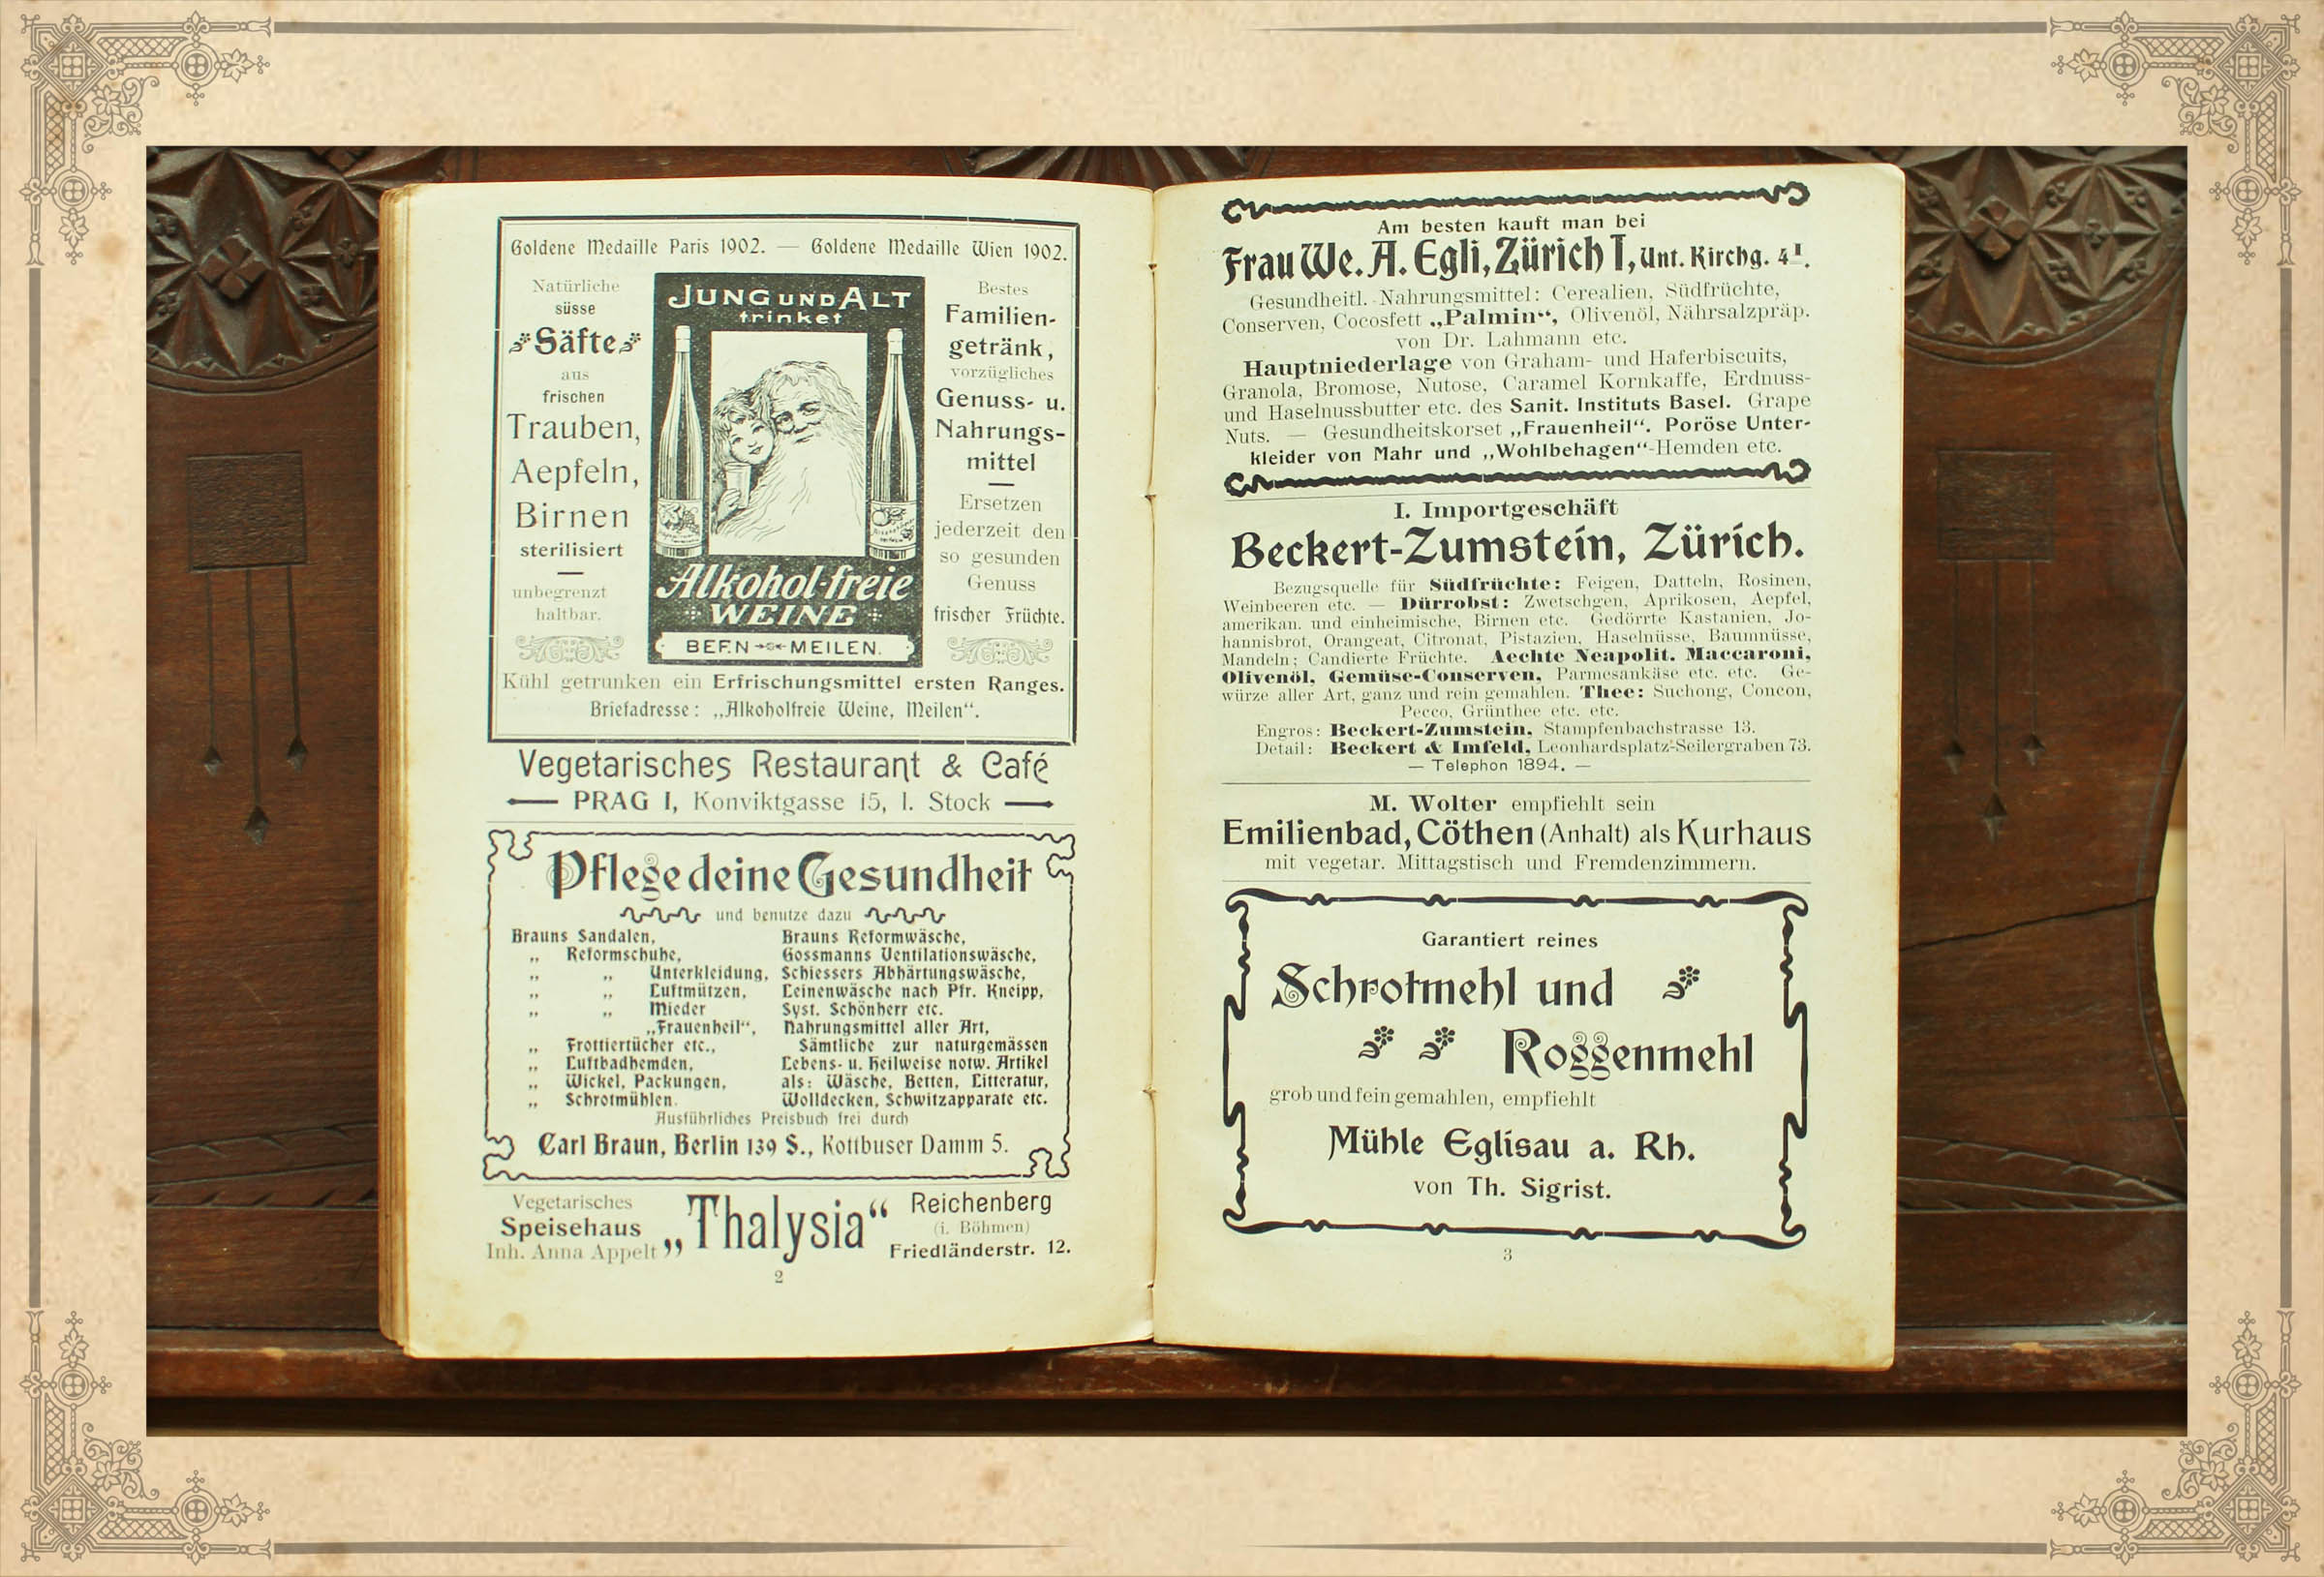 Goldene Medaille Paris 1902. — Goldene Medaille Wien 1902.
Natürliche
süsse
Säfte
aus
frischen
Trauben,
Aepfeln,
Birnen
sterilisiert
unbegrenzt
haltbar.
JUNG UND ALT
trinket
Alkohol-freie
WEINE
BERN MEILEN.
Bestes
Familien-
getränk,
vorzügliches
Genuss- u.
Nahrungs-
mittel
Ersetzen
jederzeit den
so gesunden
Genuss
frischer Früchte.
Kühl getrunken ein Erfrischungsmittel ersten Ranges.
Briefadresse: „Alkoholfreie Weine, Meilen“.
Vegetarisches Restaurant & Café
PRAG I, Konviktgasse 15, I. Stock
Pflege deine Gesundheit
und benutze dazu
Brauns Sandalen,
„ Reformschuhe,
„ „ Unterkleidung,
„ „ Luftmützen,
„ „ Mieder
„Frauenheil“,
„ Frottiertücher etc.,
„ Luftbadhemden,
„ Wickel, Packungen,
„ Schrotmühlen.
Brauns Reformwäsche,
Gossmanns Ventilationswäsche,
Schiessers Abhärtungswäsche,
Leinenwäsche nach Pfr. Kneipp,
Syst. Schönherr etc.
Nahrungsmittel aller Art,
Sämtliche zur naturgemässen
Lebens- u. Heilweise notw. Artikel
als: Wäsche, Betten, Litteratur,
Wolldecken, Schwitzapparate etc.
Ausführliches Preisbuch frei durch
Carl Braun, Berlin 139 S., Kottbuser Damm 5.
Vegetarisches
Speisehaus
Inh. Anna Appelt
„Thalysia“
Reichenberg
(i. Böhmen)
Friedländerstr. 12.
2
Am besten kauft man bei
Frau We. A. Egli, Zürich I, Unt. Kirchg. 4 I.
Gesundheitl. Nahrungsmittel: Cerealien, Südfrüchte,
Conserven, Cocosfett „Palmin“, Olivenöl, Nährsalzpräp.
von Dr. Lahmann etc.
Hauptniederlage von Graham- und Haferbiscuits,
Granola, Bromose, Nutose, Caramel Kornkaffe, Erdnuss-
und Haselnussbutter etc. des Sanit. Instituts Basel. Grape
Nuts. — Gesundheitskorset „Frauenheil“. Poröse Unter-
kleider von Mahr und „Wohlbehagen“-Hemden etc.
I. Importgeschäft
Beckert-Zumstein, Zürich.
Bezugsquelle für Südfrüchte: Feigen, Datteln, Rosinen,
Weinbeeren etc. — Dürrobst: Zwetschgen, Aprikosen, Aepfel,
amerikan. und einheimische, Birnen etc. Gedörrte Kastanien, Jo-
hannisbrot, Orangeat, Citronat, Pistazien, Haselnüsse, Baumnüsse,
Mandeln; Candierte Früchte. Aechte Neapolit. Maccaroni,
Olivenöl, Gemüse-Conserven, Parmesankäse etc. etc. Ge-
würze aller Art, ganz und rein gemahlen. Thee: Suchong, Concon,
Pecco, Grünthee etc. etc.
Engros: Beckert-Zumstein, Stampfenbachstrasse 13.
Detail: Beckert & Imfeld, Leonhardsplatz-Seilergraben 73.
— Telephon 1894. —
M. Wolter empfiehlt sein
Emilienbad, Cöthen (Anhalt) als Kurhaus
mit vegetar. Mittagstisch und Fremdenzimmern.
Garantiert reines
Schrotmehl und
Roggenmehl
grob und fein gemahlen, empfiehlt
Mühle Eglisau a. Rh.
von Th. Sigrist.
3